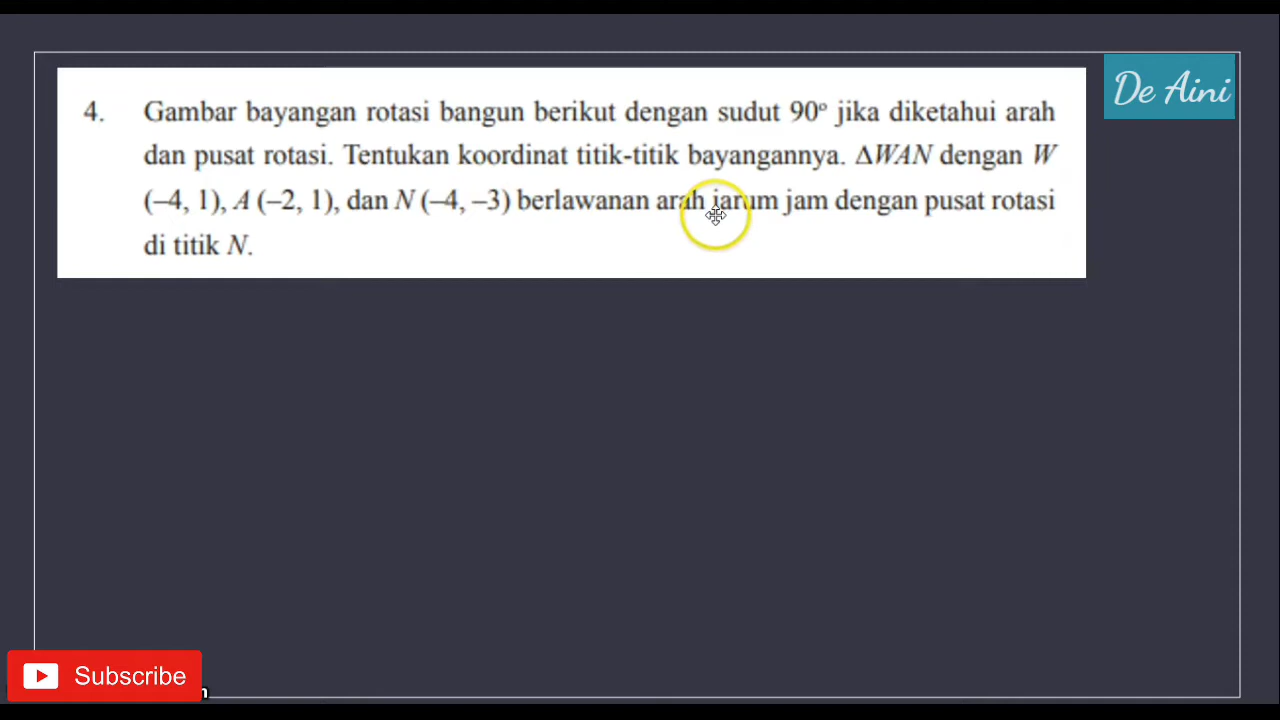 De Aini
4. Gambar bayangan rotasi bangun berikut dengan sudut 90° jika diketahui arah
dan pusat rotasi. Tentukan koordinat titik-titik bayangannya. ΔWAN dengan W
(–4, 1), A (–2, 1), dan N (–4, –3) berlawanan arah jarum jam dengan pusat rotasi
di titik N.
Subscribe